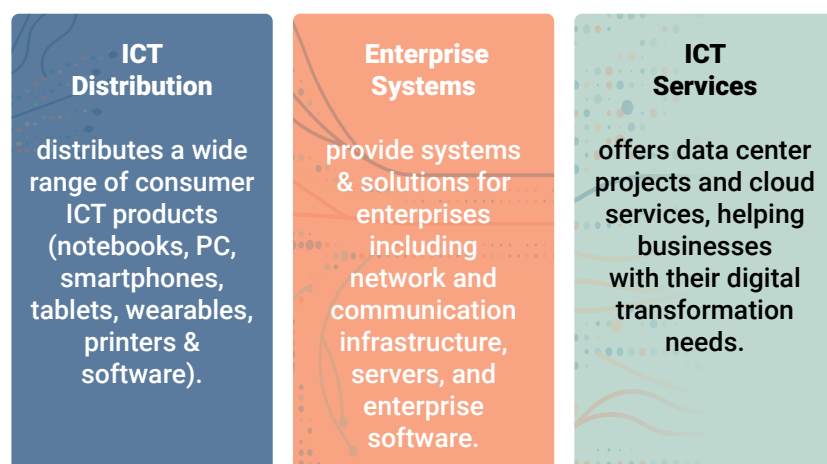 ICT
Distribution
distributes a wide
range of consumer
ICT products
(notebooks, PC,
smartphones,
tablets, wearables,
printers &
software).
Enterprise
Systems
provide systems
& solutions for
enterprises
including
network and
communication
infrastructure,
servers, and
enterprise
software.
ICT
Services
offers data center
projects and cloud
services, helping
businesses
with their digital
transformation
needs.